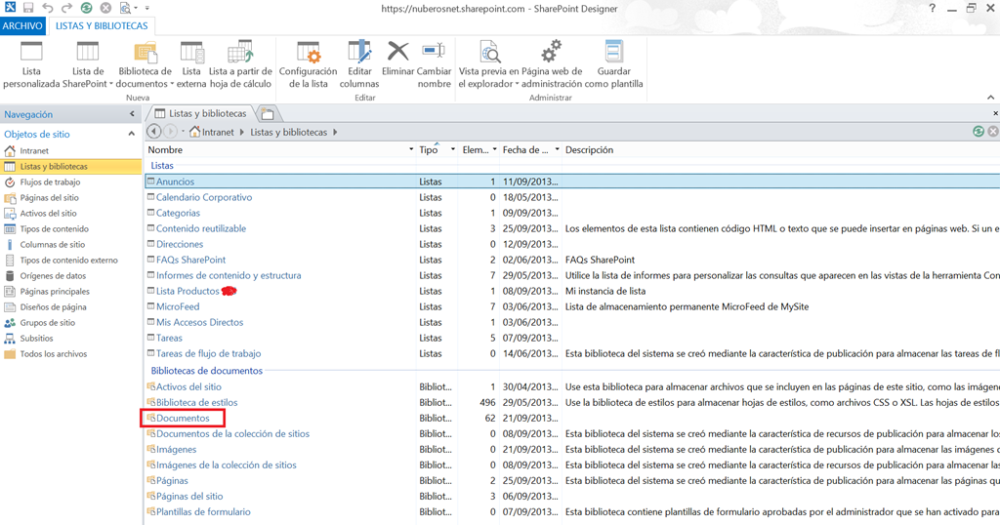 https://nuberosnet.sharepoint.com/ - SharePoint Designer
ARCHIVO LISTAS Y BIBLIOTECAS
Lista personalizada
Lista de SharePoint
Biblioteca de documentos
Lista externa
Lista a partir de hoja de cálculo
Configuración de la lista
Editar columnas
Eliminar
Cambiar nombre
Vista previa en el explorador
Página web de administración
Guardar como plantilla
Nueva
Editar
Administrar
Navegación
Objetos de sitio
Intranet
Listas y bibliotecas
Flujos de trabajo
Páginas del sitio
Activos del sitio
Tipos de contenido
Columnas de sitio
Tipos de contenido externo
Orígenes de datos
Páginas principales
Diseños de página
Grupos de sitio
Subsitios
Todos los archivos
Listas y bibliotecas
Intranet Listas y bibliotecas
Nombre Tipo Elem... Fecha de ... Descripción
Listas
Anuncios Listas 1 11/09/2013...
Calendario Corporativo Listas 0 18/05/2013...
Categorias Listas 1 09/09/2013...
Contenido reutilizable Listas 3 25/09/2013... Los elementos de esta lista contienen código HTML o texto que se puede insertar en páginas web. Si un e
Direcciones Listas 0 12/09/2013...
FAQs SharePoint Listas 2 02/06/2013... FAQs SharePoint
Informes de contenido y estructura Listas 7 29/05/2013... Utilice la lista de informes para personalizar las consultas que aparecen en las vistas de la herramienta Con
Lista Productos Listas 1 08/09/2013... Mi instancia de lista
MicroFeed Listas 7 03/06/2013... Lista de almacenamiento permanente MicroFeed de MySite
Mis Accesos Directos Listas 1 03/06/2013...
Tareas Listas 5 07/09/2013...
Tareas de flujo de trabajo Listas 0 14/06/2013... Esta biblioteca del sistema se creó mediante la característica de publicación para almacenar las tareas de fl
Bibliotecas de documentos
Activos del sitio Bibliot... 1 30/04/2013... Use esta biblioteca para almacenar archivos que se incluyen en las páginas de este sitio, como las imágene
Biblioteca de estilos Bibliot... 496 29/05/2013... Use la biblioteca de estilos para almacenar hojas de estilos, como archivos CSS o XSL. Las hojas de estilos
Documentos Bibliot... 62 21/09/2013...
Documentos de la colección de sitios Bibliot... 0 08/09/2013... Esta biblioteca del sistema se creó mediante la característica de recursos de publicación para almacenar los
Imágenes Bibliot... 0 21/09/2013... Esta biblioteca del sistema se creó mediante la característica de publicación para almacenar las imágenes q
Imágenes de la colección de sitios Bibliot... 0 08/09/2013... Esta biblioteca del sistema se creó mediante la característica de recursos de publicación para almacenar las
Páginas Bibliot... 2 25/09/2013... Esta biblioteca del sistema se creó mediante la característica de publicación para almacenar las páginas qu
Páginas del sitio Bibliot... 3 06/09/2013...
Plantillas de formulario Bibliot... 0 07/09/2013... Esta biblioteca contiene plantillas de formulario aprobadas por el administrador que se han activado para